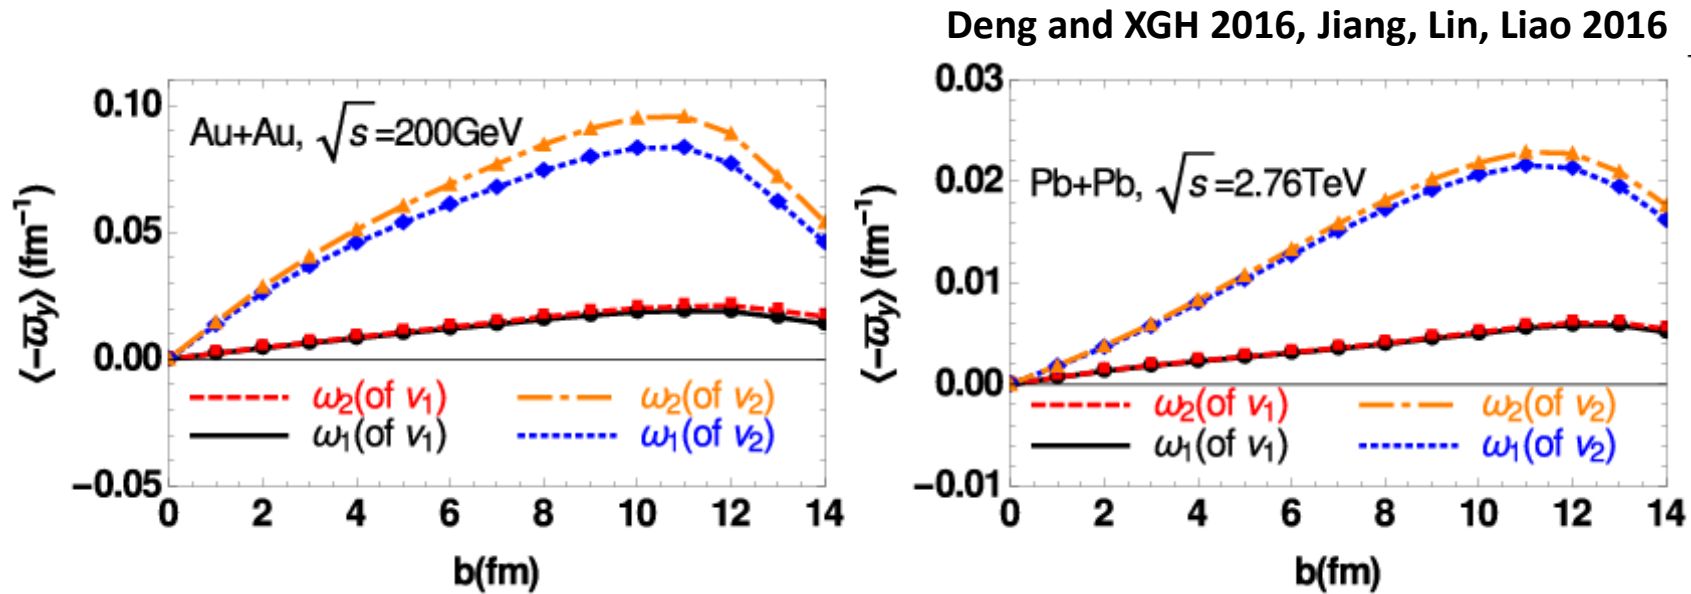 Deng and XGH 2016, Jiang, Lin, Liao 2016
⟨−ϖy⟩ (fm⁻¹)
0.10
0.05
0.00
−0.05
Au+Au, √s=200GeV
ω₂(of v₁)
ω₂(of v₂)
ω₁(of v₁)
ω₁(of v₂)
0 2 4 6 8 10 12 14
b(fm)
⟨−ϖy⟩ (fm⁻¹)
0.03
0.02
0.01
0.00
−0.01
Pb+Pb, √s=2.76TeV
ω₂(of v₁)
ω₂(of v₂)
ω₁(of v₁)
ω₁(of v₂)
0 2 4 6 8 10 12 14
b(fm)